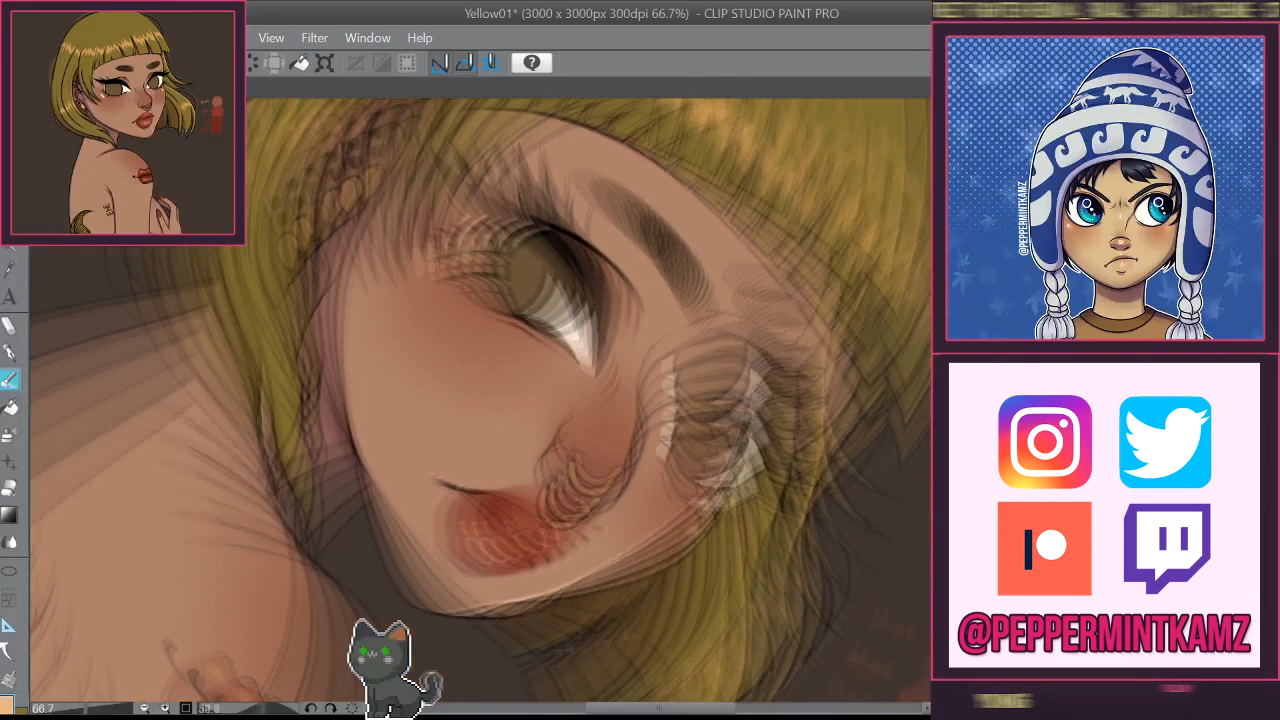 Yellow01* (3000 x 3000px 300dpi 66.7%) - CLIP STUDIO PAINT PRO
View Filter Window Help
@PEPPERMINTKAMZ
A
@PEPPERMINTKAMZ
66.7